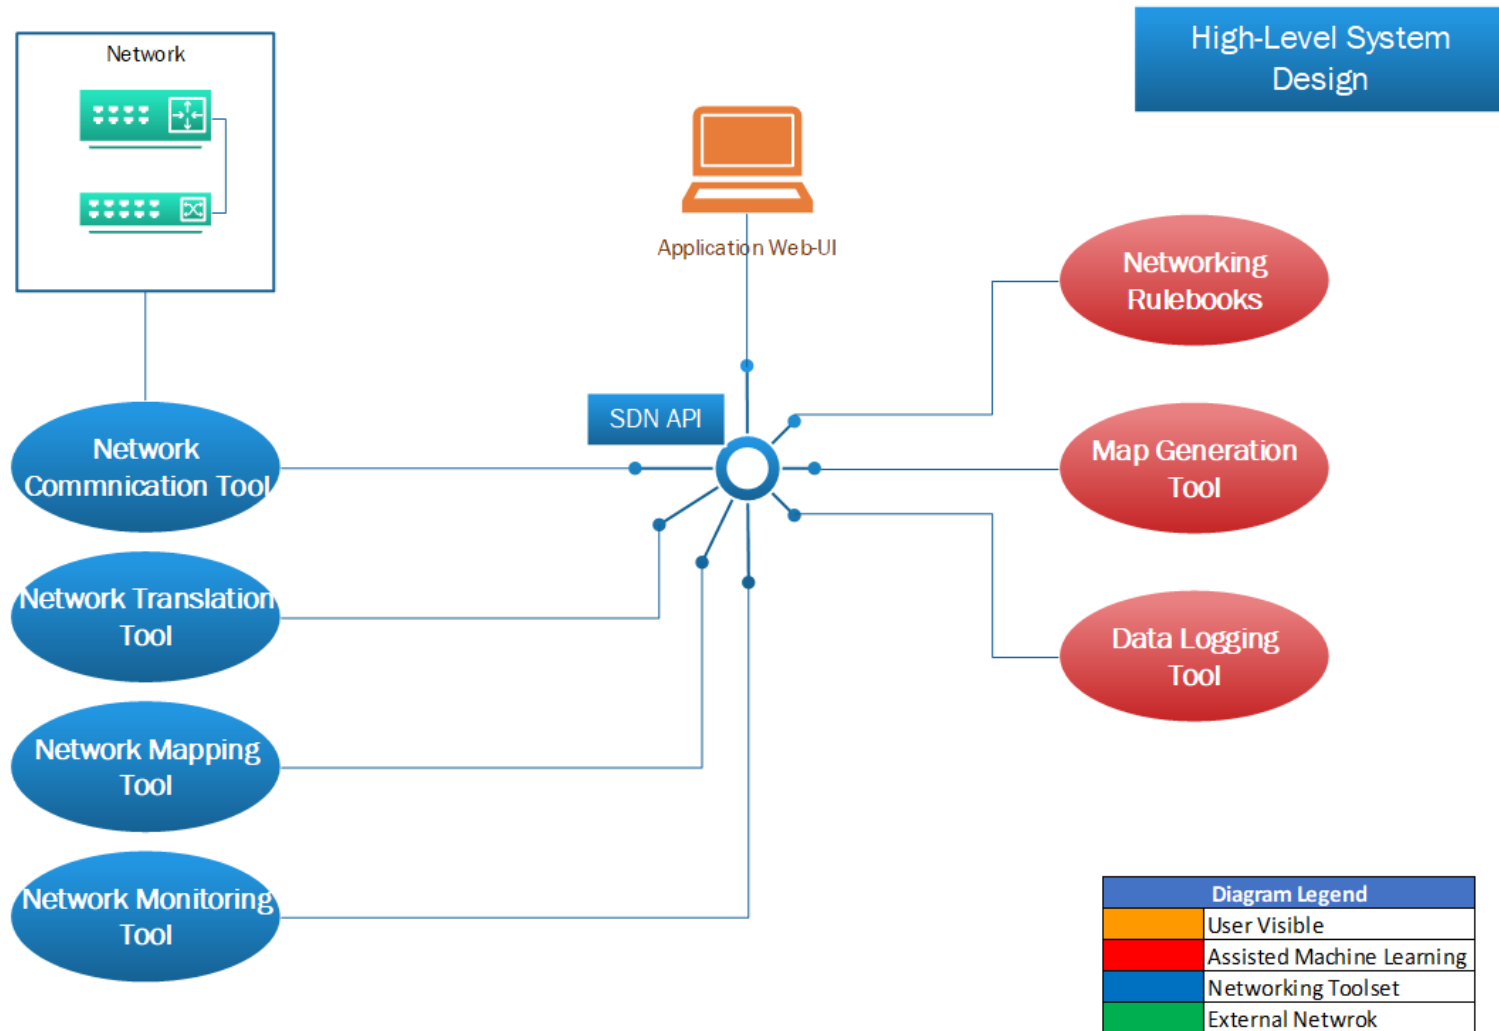 Network
High-Level System
Design
Application Web-UI
Networking
Rulebooks
SDN API
Network
Commnication Tool
Map Generation
Tool
Network Translation
Tool
Data Logging
Tool
Network Mapping
Tool
Network Monitoring
Tool
Diagram Legend
User Visible
Assisted Machine Learning
Networking Toolset
External Netwrok